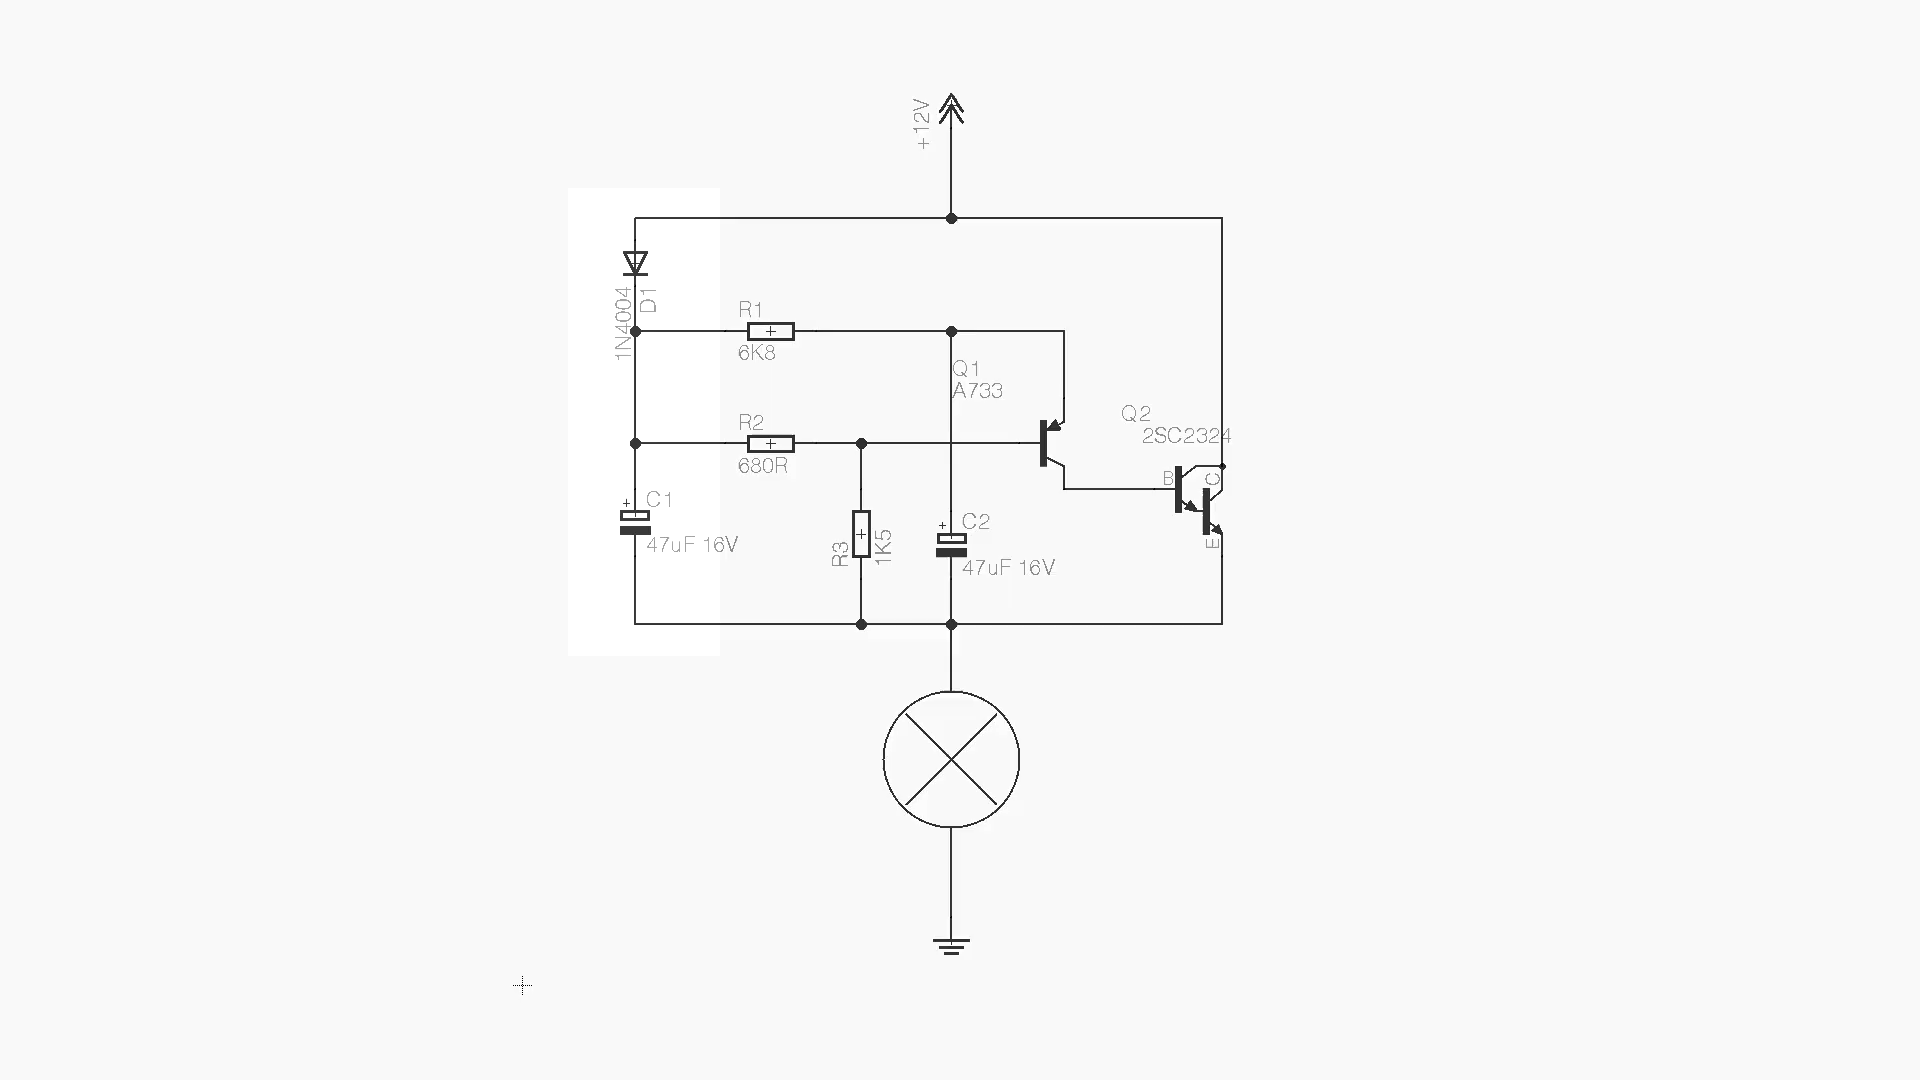 +12V
1N4004
D1
R1
6K8
Q1
A733
R2
680R
Q2
2SC2324
B
C
E
+
C1
47uF 16V
R3
1K5
+
C2
47uF 16V